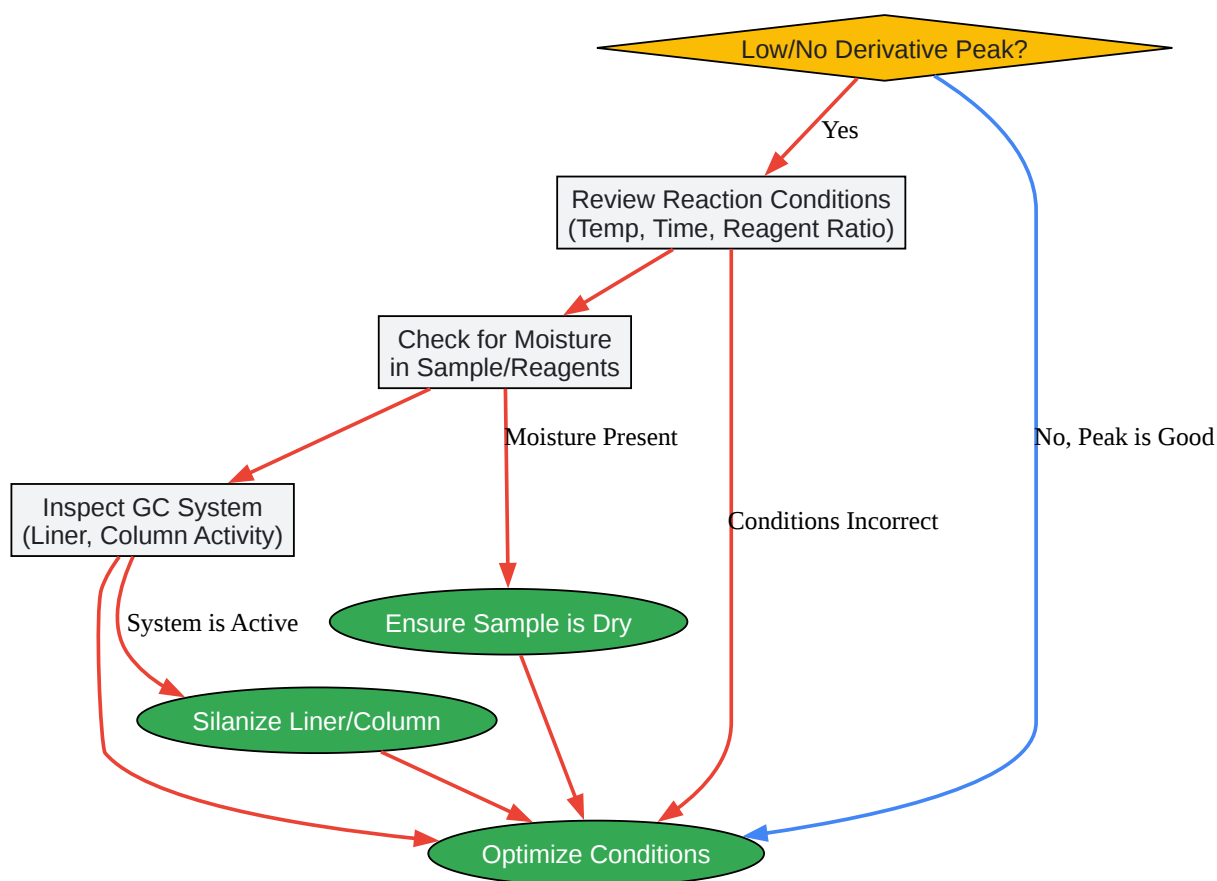 Low/No Derivative Peak?
Yes
Review Reaction Conditions
(Temp, Time, Reagent Ratio)
Check for Moisture
in Sample/Reagents
Moisture Present
No, Peak is Good
Inspect GC System
(Liner, Column Activity)
Conditions Incorrect
System is Active
Ensure Sample is Dry
Silanize Liner/Column
Optimize Conditions